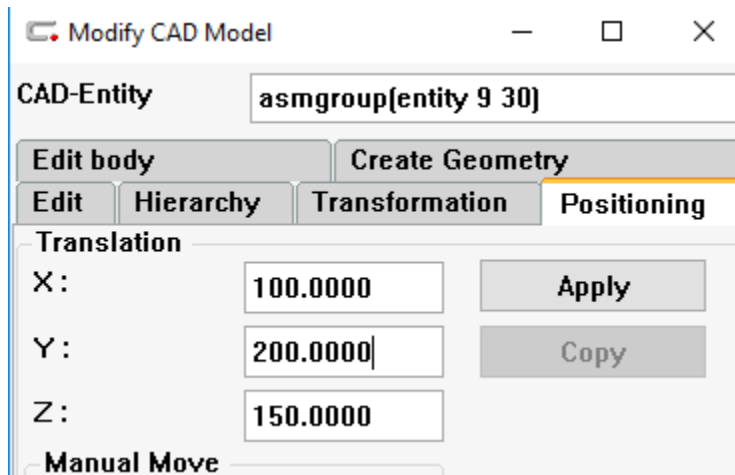 Modify CAD Model
CAD-Entity asmgroup(entity 9 30)
Edit body Create Geometry
Edit Hierarchy Transformation Positioning
Translation
X: 100.0000 Apply
Y: 200.0000 Copy
Z: 150.0000
Manual Move